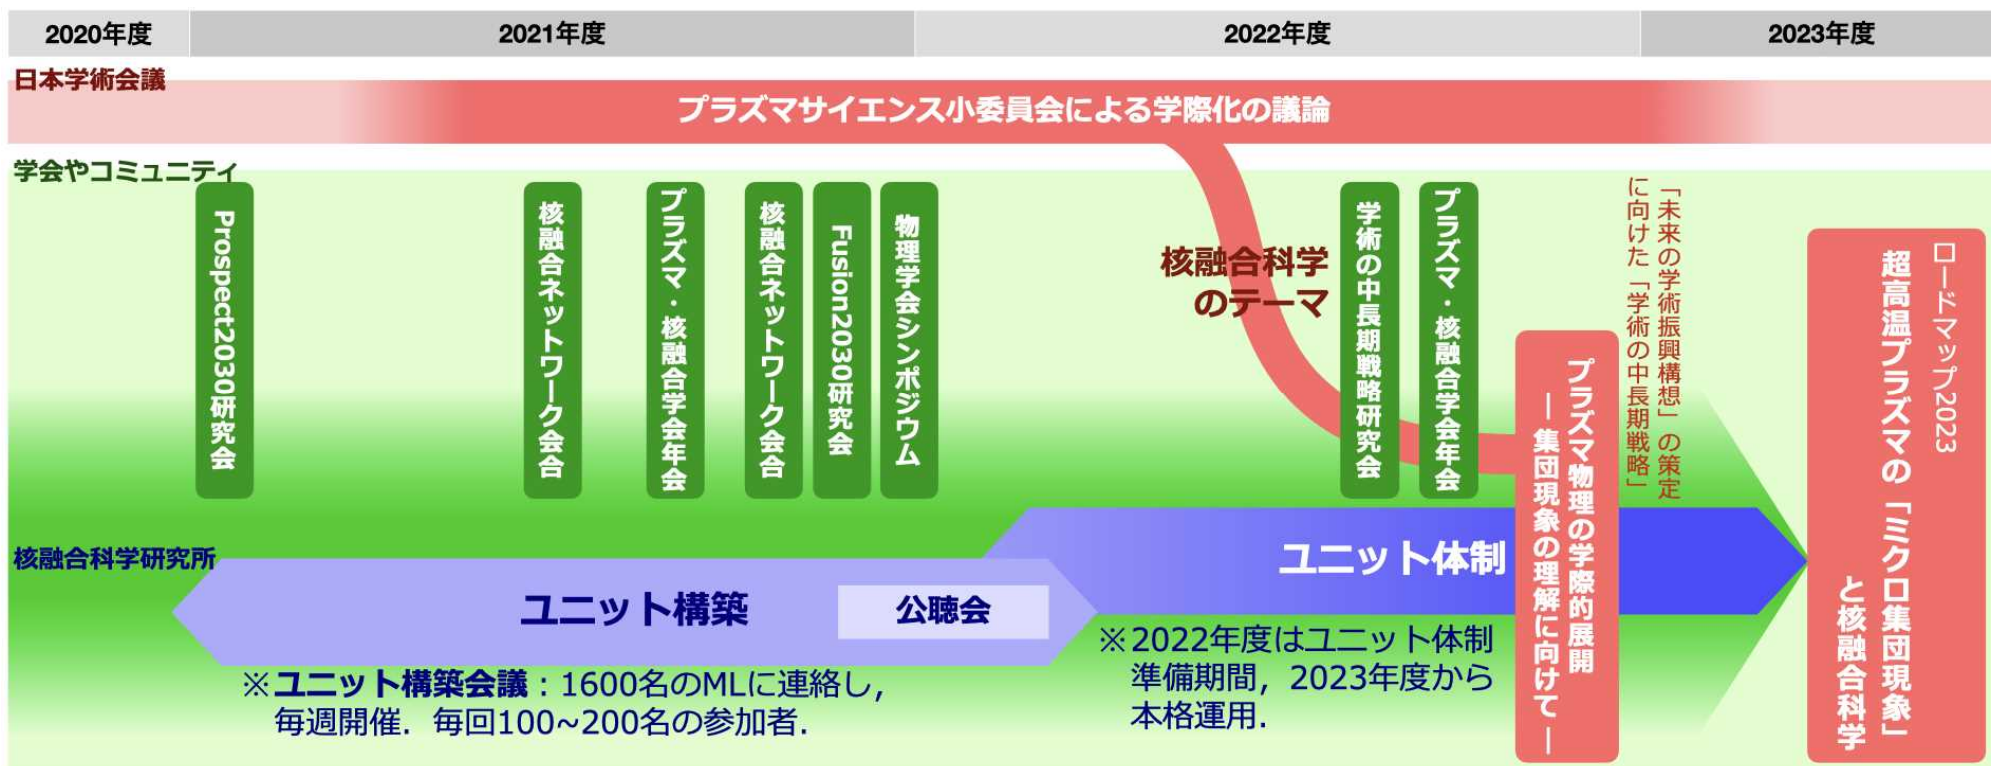 2020年度
2021年度
2022年度
2023年度
日本学術会議
プラズマサイエンス小委員会による学際化の議論
学会やコミュニティ
Prospect2030研究会
核融合ネットワーク会合
プラズマ・核融合学会年会
核融合ネットワーク会合
Fusion2030研究会
物理学会シンポジウム
核融合科学
のテーマ
学術の中長期戦略研究会
プラズマ・核融合学会年会
プラズマ物理の学際的展開
― 集団現象の理解に向けて ―
「未来の学術振興構想」の策定
に向けた「学術の中長期戦略」
ロードマップ2023
超高温プラズマの「ミクロ集団現象」
と核融合科学
核融合科学研究所
ユニット構築
公聴会
ユニット体制
※ユニット構築会議：1600名のMLに連絡し,
毎週開催. 毎回100~200名の参加者.
※2022年度はユニット体制
準備期間, 2023年度から
本格運用.